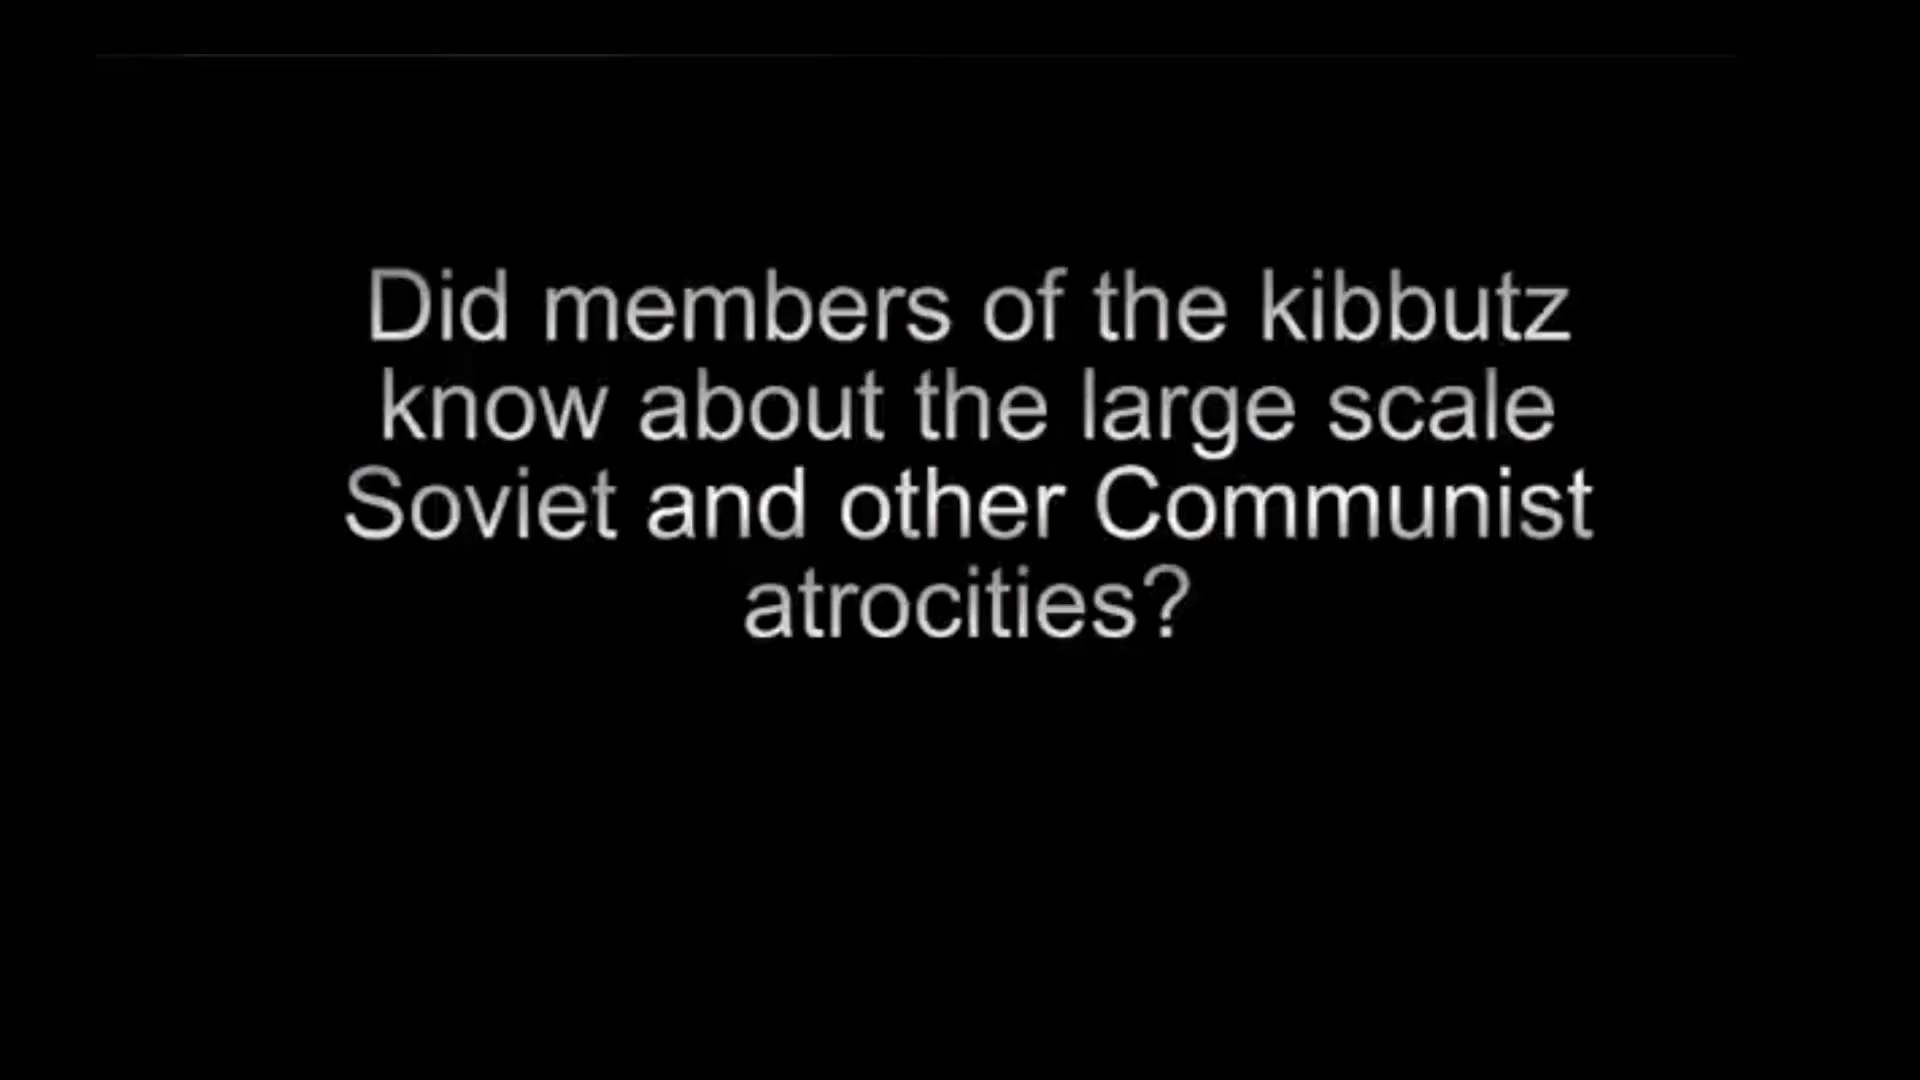 Did members of the kibbutz
know about the large scale
Soviet and other Communist
atrocities?